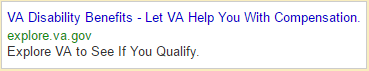 VA Disability Benefits - Let VA Help You With Compensation.
explore.va.gov
Explore VA to See If You Qualify.